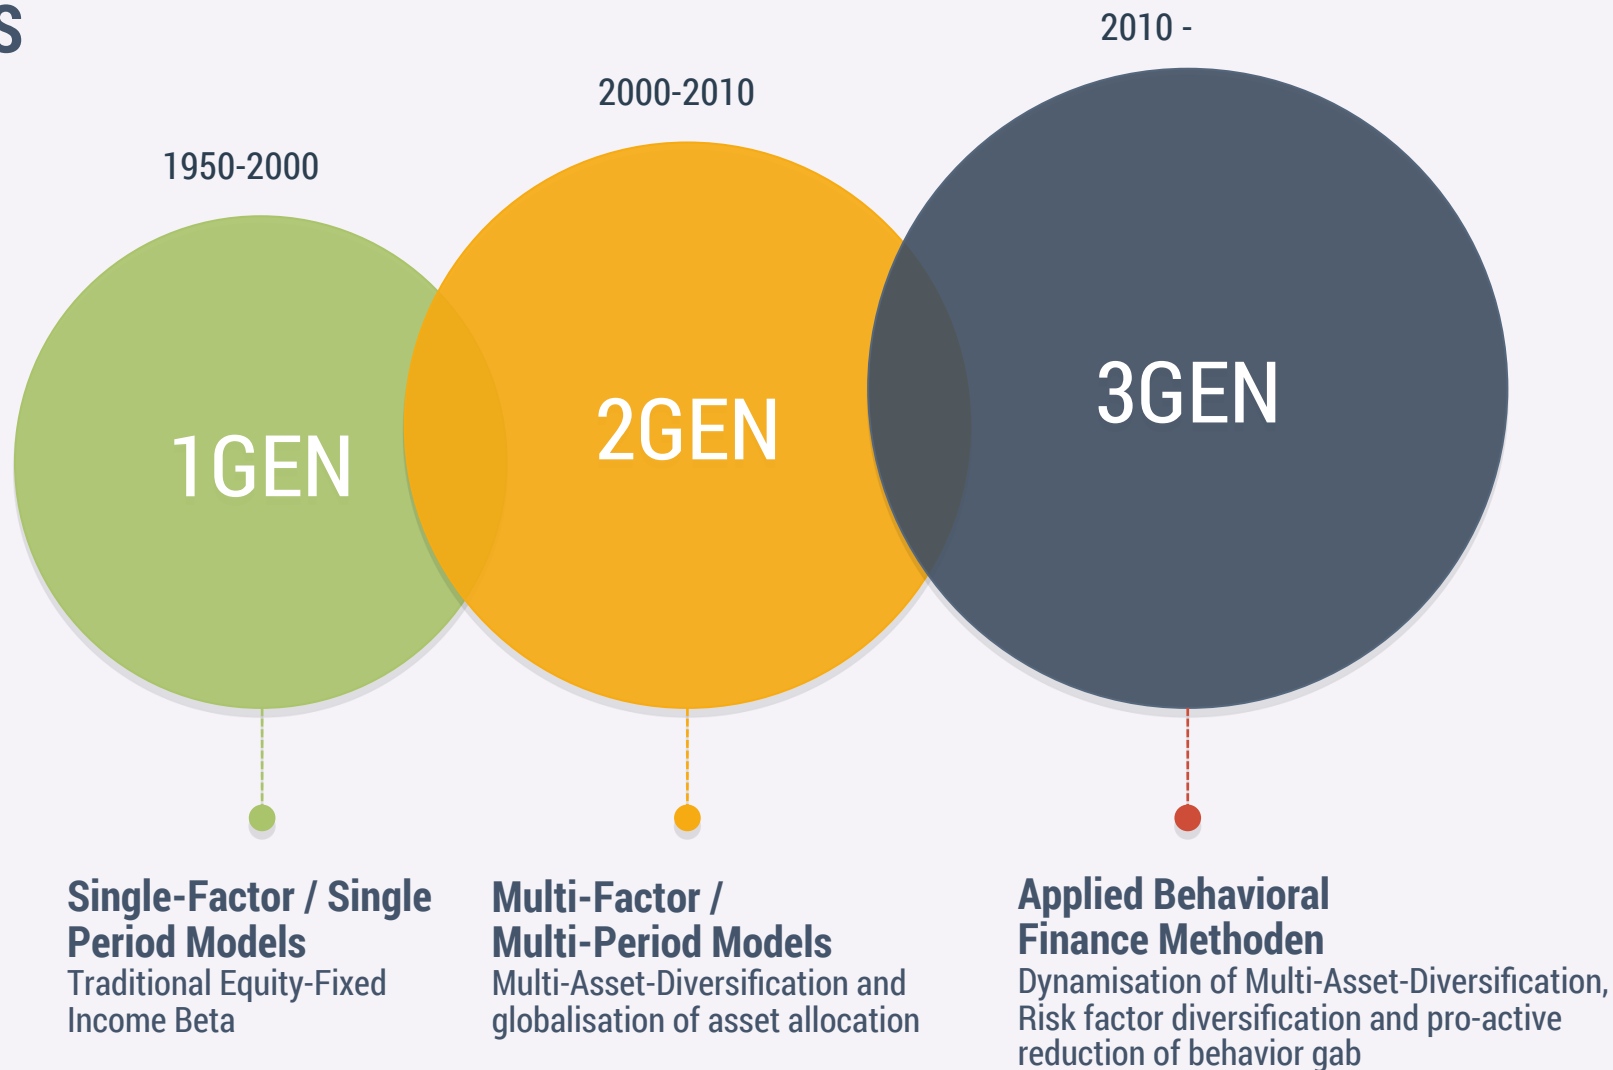 S
1950-2000
2000-2010
2010 -
1GEN
2GEN
3GEN
Single-Factor / Single
Period Models
Traditional Equity-Fixed
Income Beta
Multi-Factor /
Multi-Period Models
Multi-Asset-Diversification and
globalisation of asset allocation
Applied Behavioral
Finance Methoden
Dynamisation of Multi-Asset-Diversification,
Risk factor diversification and pro-active
reduction of behavior gab